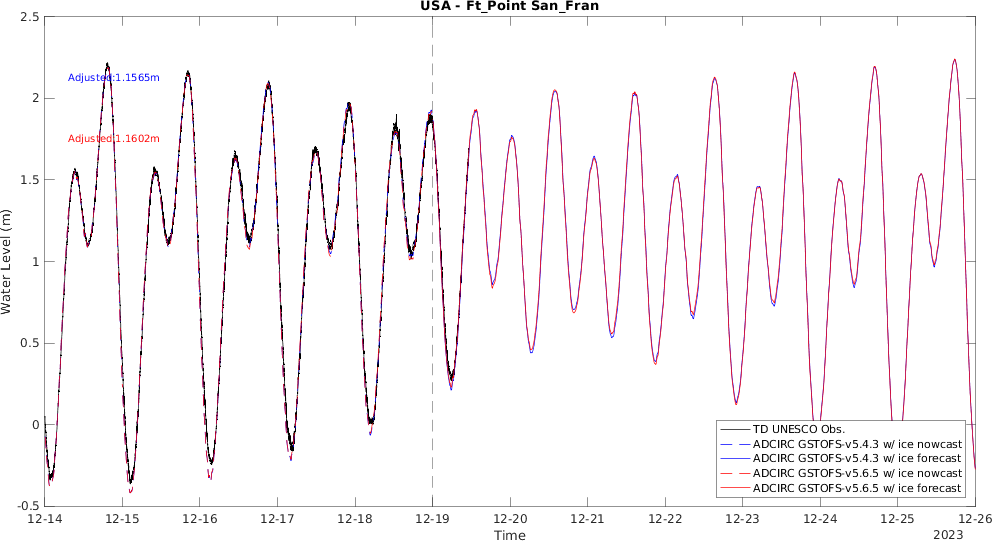 USA - Ft_Point San_Fran
2.5
2
1.5
1
0.5
0
-0.5
Water Level (m)
Adjusted:1.1565m
Adjusted:1.1602m
TD UNESCO Obs.
ADCIRC GSTOFS-v5.4.3 w/ ice nowcast
ADCIRC GSTOFS-v5.4.3 w/ ice forecast
ADCIRC GSTOFS-v5.6.5 w/ ice nowcast
ADCIRC GSTOFS-v5.6.5 w/ ice forecast
12-14 12-15 12-16 12-17 12-18 12-19 12-20 12-21 12-22 12-23 12-24 12-25 12-26
Time
2023